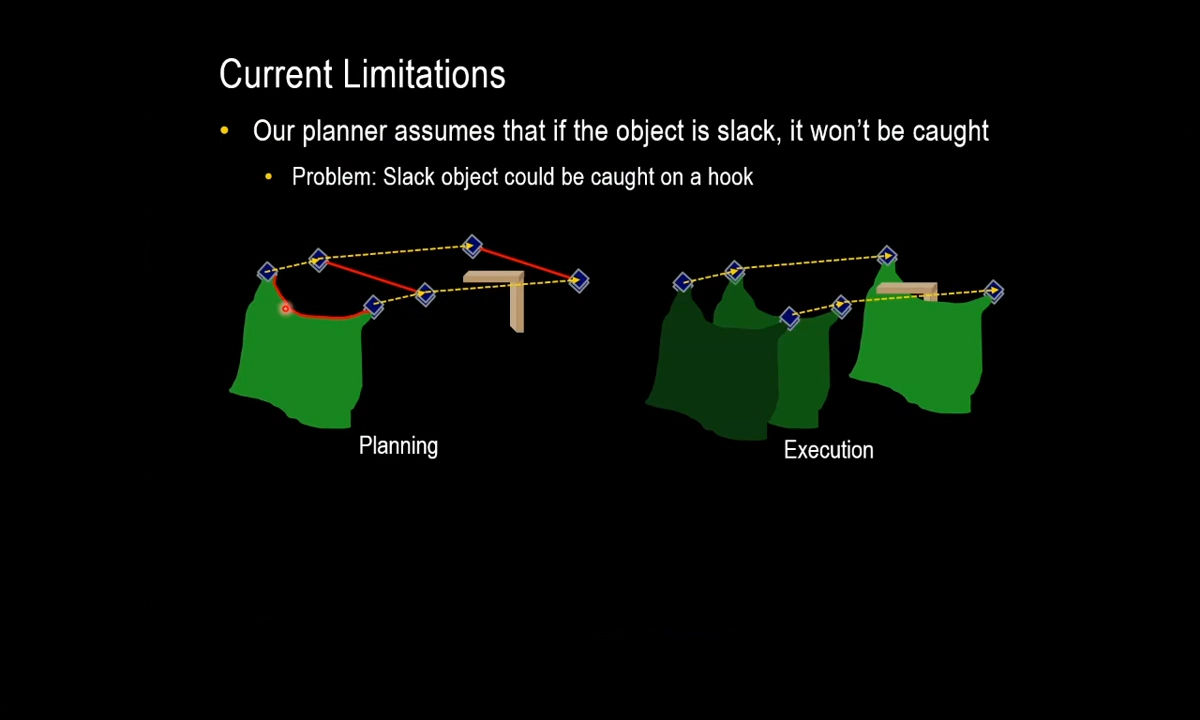 Current Limitations
• Our planner assumes that if the object is slack, it won’t be caught
• Problem: Slack object could be caught on a hook
Planning
Execution